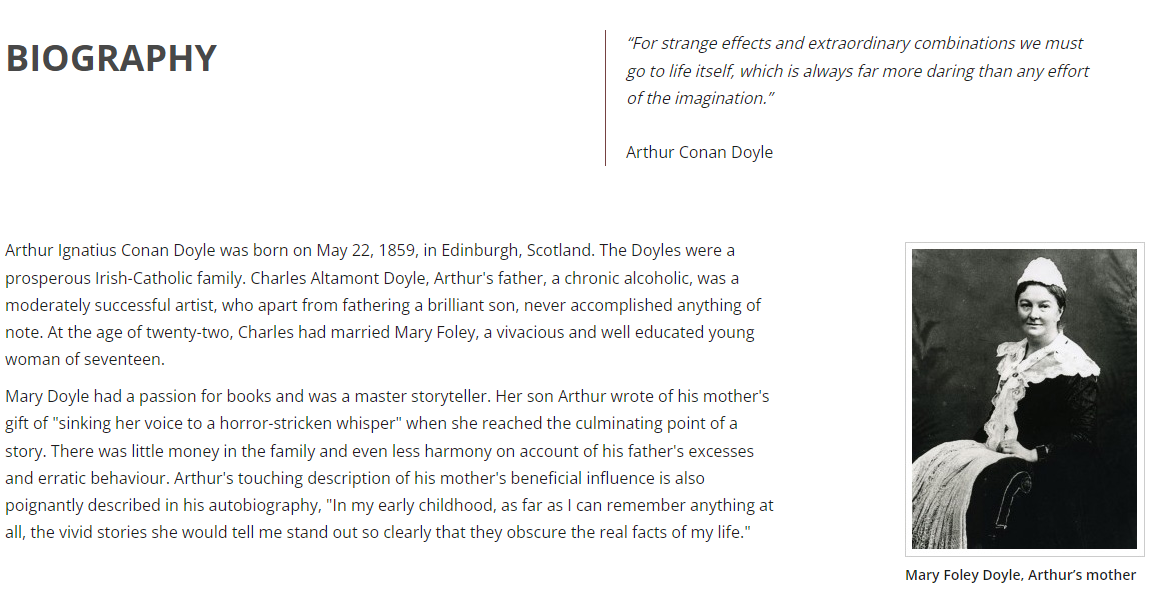 BIOGRAPHY
“For strange effects and extraordinary combinations we must
go to life itself, which is always far more daring than any effort
of the imagination.”
Arthur Conan Doyle
Arthur Ignatius Conan Doyle was born on May 22, 1859, in Edinburgh, Scotland. The Doyles were a
prosperous Irish-Catholic family. Charles Altamont Doyle, Arthur's father, a chronic alcoholic, was a
moderately successful artist, who apart from fathering a brilliant son, never accomplished anything of
note. At the age of twenty-two, Charles had married Mary Foley, a vivacious and well educated young
woman of seventeen.
Mary Doyle had a passion for books and was a master storyteller. Her son Arthur wrote of his mother's
gift of "sinking her voice to a horror-stricken whisper" when she reached the culminating point of a
story. There was little money in the family and even less harmony on account of his father's excesses
and erratic behaviour. Arthur's touching description of his mother's beneficial influence is also
poignantly described in his autobiography, "In my early childhood, as far as I can remember anything at
all, the vivid stories she would tell me stand out so clearly that they obscure the real facts of my life."
Mary Foley Doyle, Arthur’s mother